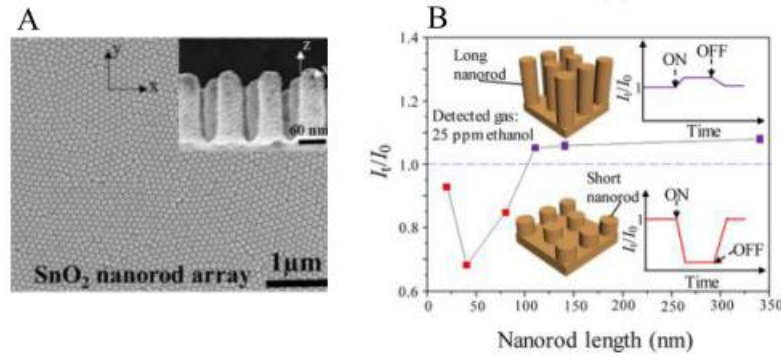 A
y
x
z
60 nm
SnO₂ nanorod array
1μm
B
1.4
1.2
1.0
0.8
0.6
Iₜ/I₀
0
50
100
150
200
250
300
350
Nanorod length (nm)
Long
nanorod
Detected gas:
25 ppm ethanol
Short
nanorod
ON
OFF
1
Iₜ/I₀
Time
ON
OFF
1
Iₜ/I₀
Time